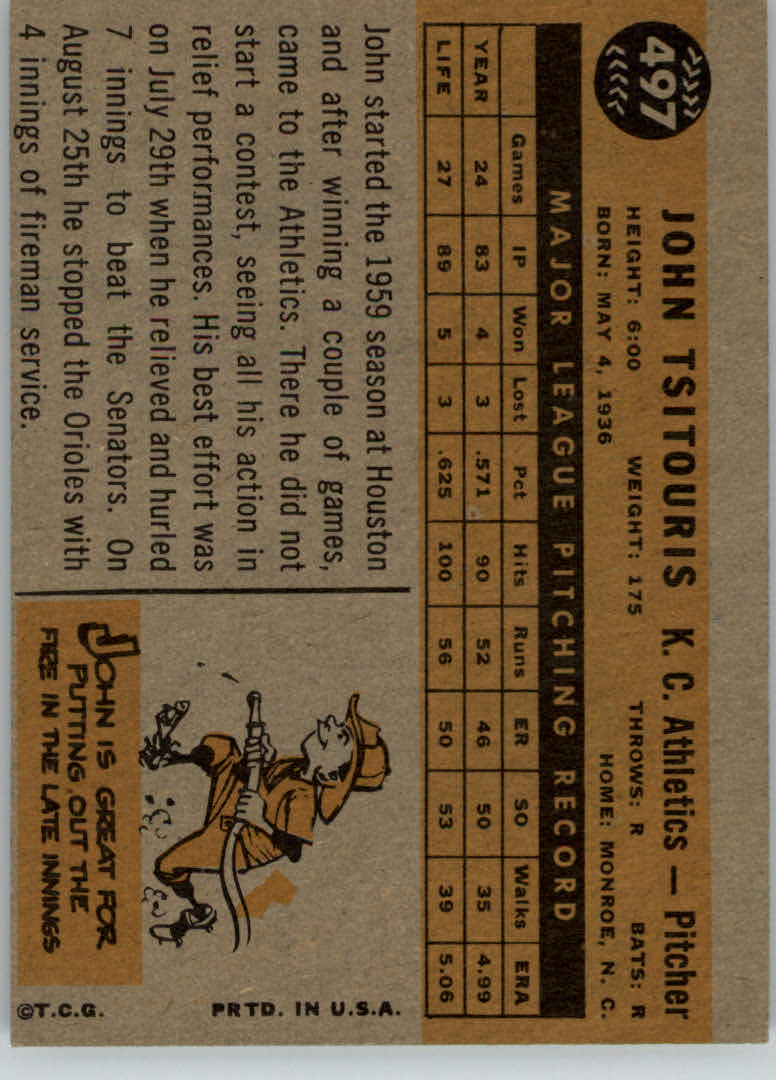 497
JOHN TSITOURIS K. C. Athletics — Pitcher
HEIGHT: 6:00 WEIGHT: 175 THROWS: R BATS: R
BORN: MAY 4, 1936 HOME: MONROE, N. C.
MAJOR LEAGUE PITCHING RECORD
Games IP Won Lost Pct Hits Runs ER SO Walks ERA
YEAR 24 83 4 3 .571 90 52 46 50 35 4.99
LIFE 27 89 5 3 .625 100 56 50 53 39 5.06
John started the 1959 season at Houston
and after winning a couple of games,
came to the Athletics. There he did not
start a contest, seeing all his action in
relief performances. His best effort was
on July 29th when he relieved and hurled
7 innings to beat the Senators. On
August 25th he stopped the Orioles with
4 innings of fireman service.
JOHN IS GREAT FOR
PUTTING OUT THE
FIRE IN THE LATE INNINGS
©T.C.G. PRTD. IN U.S.A.